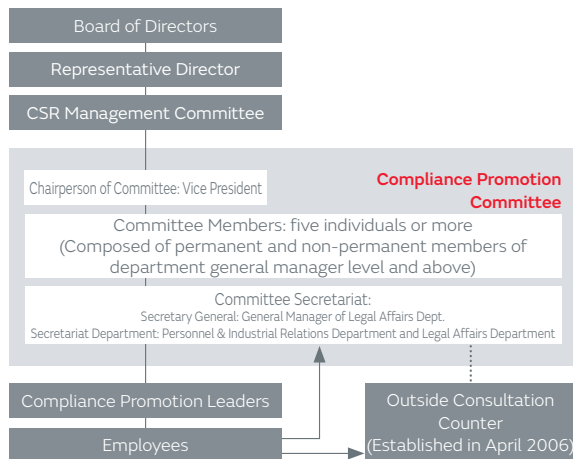 Board of Directors
Representative Director
CSR Management Committee
Compliance Promotion
Committee
Chairperson of Committee: Vice President
Committee Members: five individuals or more
(Composed of permanent and non-permanent members of
department general manager level and above)
Committee Secretariat:
Secretary General: General Manager of Legal Affairs Dept.
Secretariat Department: Personnel & Industrial Relations Department and Legal Affairs Department
Compliance Promotion Leaders
Employees
Outside Consultation
Counter
(Established in April 2006)